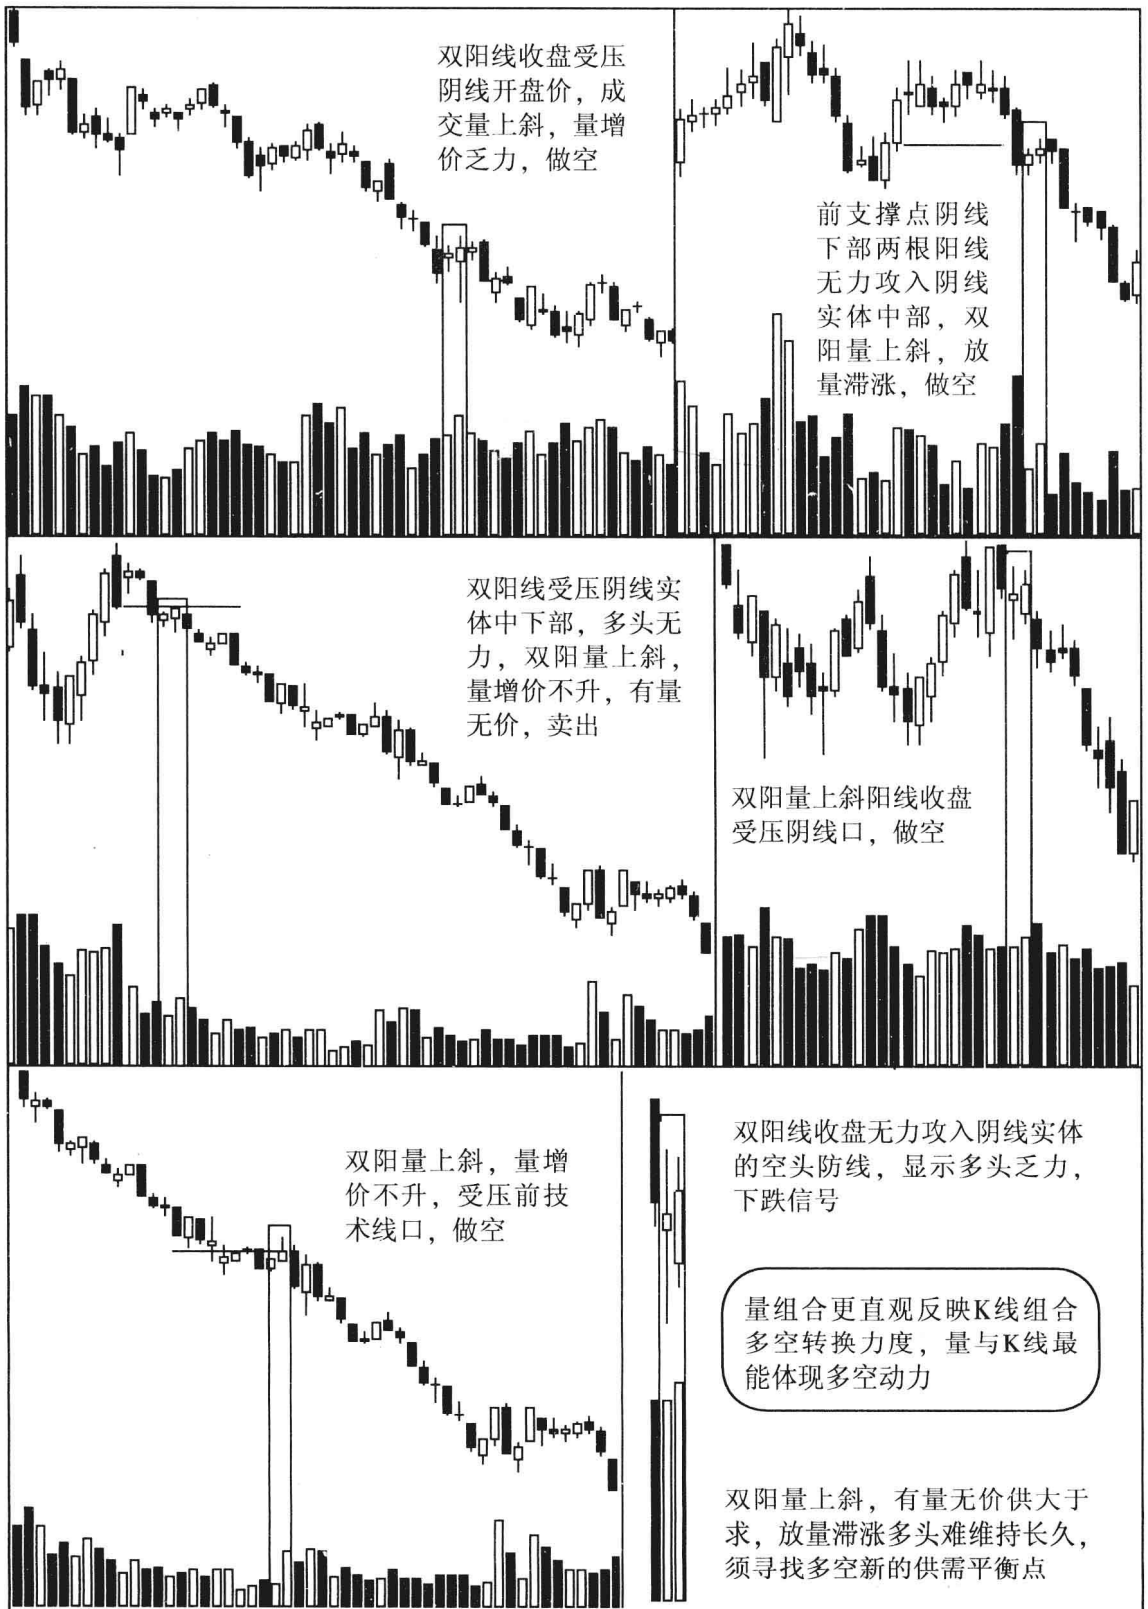 双阳线收盘受压
阴线开盘价，成
交量上斜，量增
价乏力，做空
前支撑点阴线
下部两根阳线
无力攻入阴线
实体中部，双
阳量上斜，放
量滞涨，做空
双阳线受压阴线实
体中下部，多头无
力，双阳量上斜，
量增价不升，有量
无价，卖出
双阳量上斜阳线收盘
受压阴线口，做空
双阳量上斜，量增
价不升，受压前技
术线口，做空
双阳线收盘无力攻入阴线实体
的空头防线，显示多头乏力，
下跌信号
量组合更直观反映K线组合
多空转换力度，量与K线最
能体现多空动力
双阳量上斜，有量无价供大于
求，放量滞涨多头难维持长久，
须寻找多空新的供需平衡点